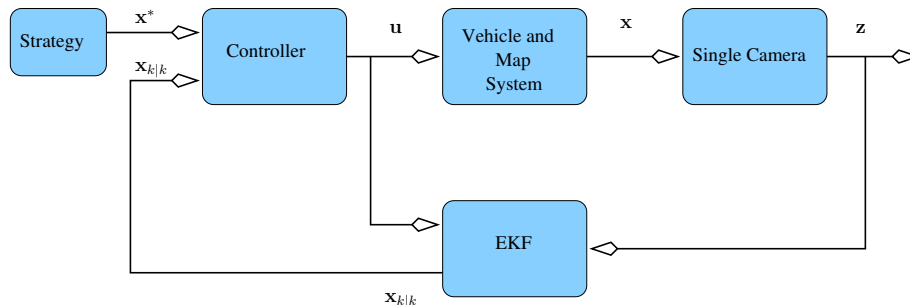 x*
Strategy
Controller
x_{k|k}
u
Vehicle and
Map
System
x
Single Camera
z
EKF
x_{k|k}